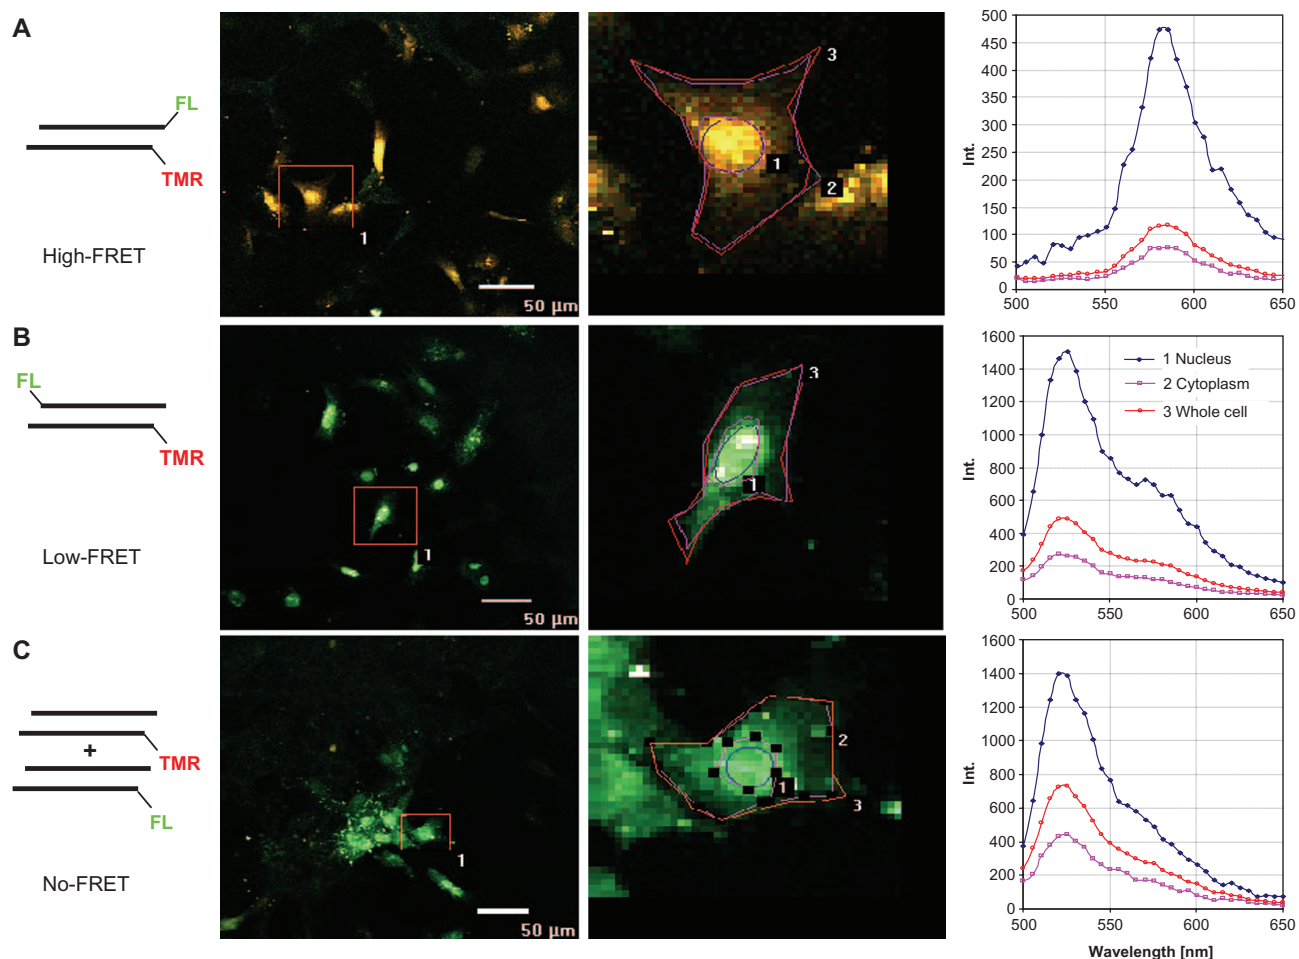 A
FL
TMR
High-FRET
1
50 µm
3
1
2
500
450
400
350
300
250
200
150
100
50
0
Int.
500 550 600 650
B
FL
TMR
Low-FRET
1
50 µm
3
1
1600
1400
1200
1000
800
600
400
200
0
Int.
1 Nucleus
2 Cytoplasm
3 Whole cell
500 550 600 650
C
+
TMR
FL
No-FRET
1
50 µm
2
1
3
1600
1400
1200
1000
800
600
400
200
0
Int.
500 550 600 650
Wavelength [nm]